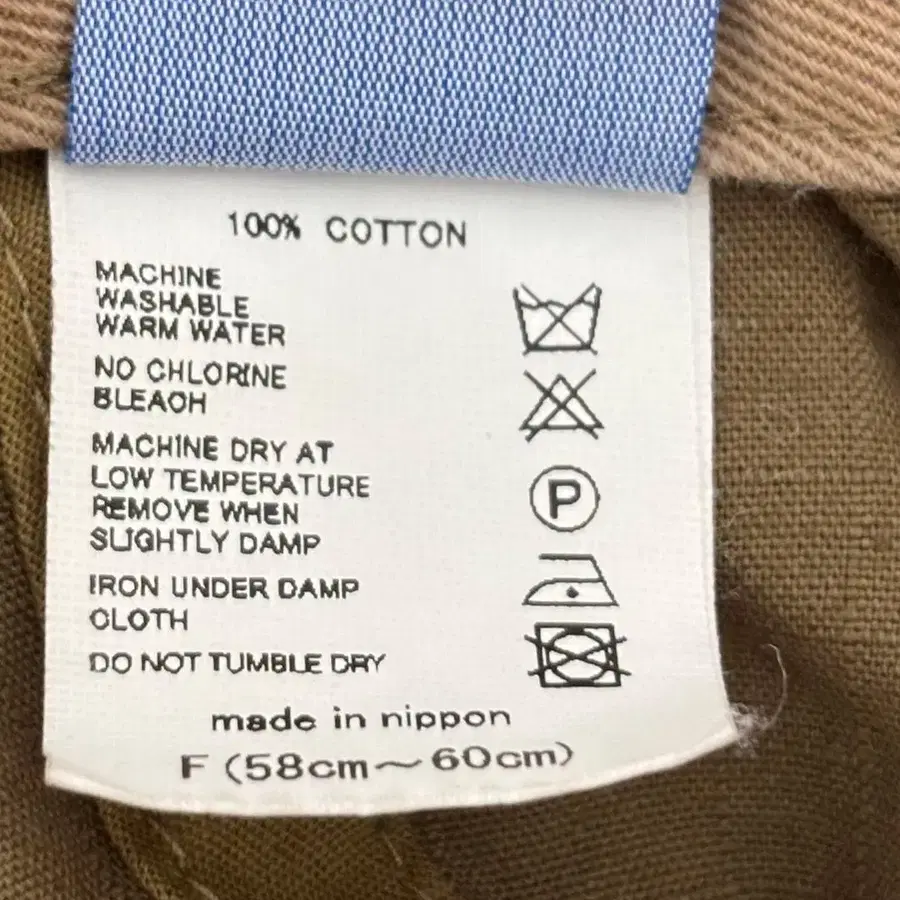 100% COTTON
MACHINE
WASHABLE
WARM WATER
NO CHLORINE
BLEACH
MACHINE DRY AT
LOW TEMPERATURE
REMOVE WHEN
SLIGHTLY DAMP
IRON UNDER DAMP
CLOTH
DO NOT TUMBLE DRY
P
made in nippon
F (58cm〜60cm)